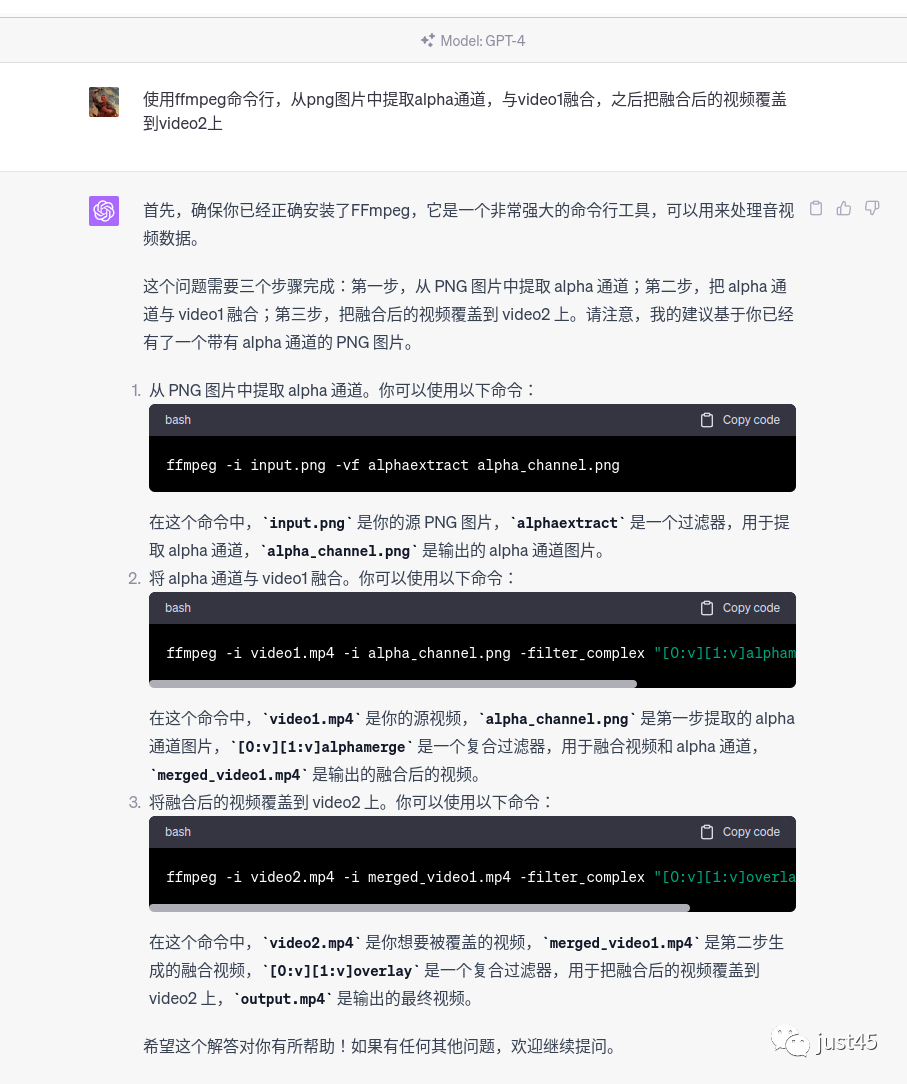 Model: GPT-4
使用ffmpeg命令行，从png图片中提取alpha通道，与video1融合，之后把融合后的视频覆盖
到video2上
首先，确保你已经正确安装了FFmpeg，它是一个非常强大的命令行工具，可以用来处理音视
频数据。
这个问题需要三个步骤完成：第一步，从 PNG 图片中提取 alpha 通道；第二步，把 alpha 通
道与 video1 融合；第三步，把融合后的视频覆盖到 video2 上。请注意，我的建议基于你已经
有了一个带有 alpha 通道的 PNG 图片。
1. 从 PNG 图片中提取 alpha 通道。你可以使用以下命令：
bash Copy code
ffmpeg -i input.png -vf alphaextract alpha_channel.png
在这个命令中，`input.png` 是你的源 PNG 图片，`alphaextract` 是一个过滤器，用于提
取 alpha 通道，`alpha_channel.png` 是输出的 alpha 通道图片。
2. 将 alpha 通道与 video1 融合。你可以使用以下命令：
bash Copy code
ffmpeg -i video1.mp4 -i alpha_channel.png -filter_complex "[0:v][1:v]alpham
在这个命令中，`video1.mp4` 是你的源视频，`alpha_channel.png` 是第一步提取的 alpha
通道图片，`[0:v][1:v]alphamerge` 是一个复合过滤器，用于融合视频和 alpha 通道，
`merged_video1.mp4` 是输出的融合后的视频。
3. 将融合后的视频覆盖到 video2 上。你可以使用以下命令：
bash Copy code
ffmpeg -i video2.mp4 -i merged_video1.mp4 -filter_complex "[0:v][1:v]overla
在这个命令中，`video2.mp4` 是你想要被覆盖的视频，`merged_video1.mp4` 是第二步生
成的融合视频，`[0:v][1:v]overlay` 是一个复合过滤器，用于把融合后的视频覆盖到
video2 上，`output.mp4` 是输出的最终视频。
希望这个解答对你有所帮助！如果有任何其他问题，欢迎继续提问。
just45